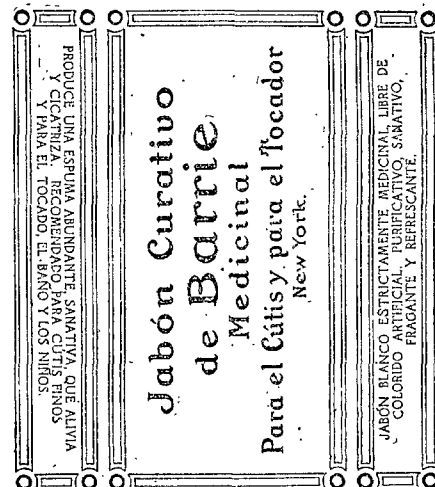 PRODUCE UNA ESPUMA ABUNDANTE, SANATIVA, QUE ALIVIA
Y CICATRIZA. RECOMENDADO PARA CÚTIS FINOS
Y PARA EL TOCADO, EL BAÑO Y LOS NIÑOS.
Jabón Curativo
de Barrie
Medicinal
Para el Cútis y para el Tocador
New York.
JABÓN BLANCO ESTRICTAMENTE MEDICINAL, LIBRE DE
COLORIDO ARTIFICIAL, PURIFICATIVO, SANATIVO,
FRAGANTE Y REFRESCANTE.